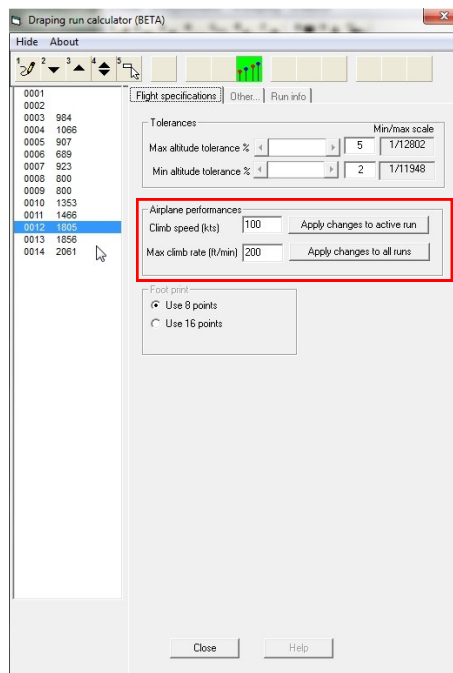 Draping run calculator (BETA)
Hide About
1 2 3 4 5
0001
0002
0003 984
0004 1066
0005 907
0006 689
0007 923
0008 800
0009 800
0010 1353
0011 1466
0012 1805
0013 1856
0014 2061
Flight specifications Other... Run info
Tolerances
Min/max scale
Max altitude tolerance % 5 1/12802
Min altitude tolerance % 2 1/11948
Airplane performances
Climb speed (kts) 100 Apply changes to active run
Max climb rate (ft/min) 200 Apply changes to all runs
Foot print
Use 8 points
Use 16 points
Close Help